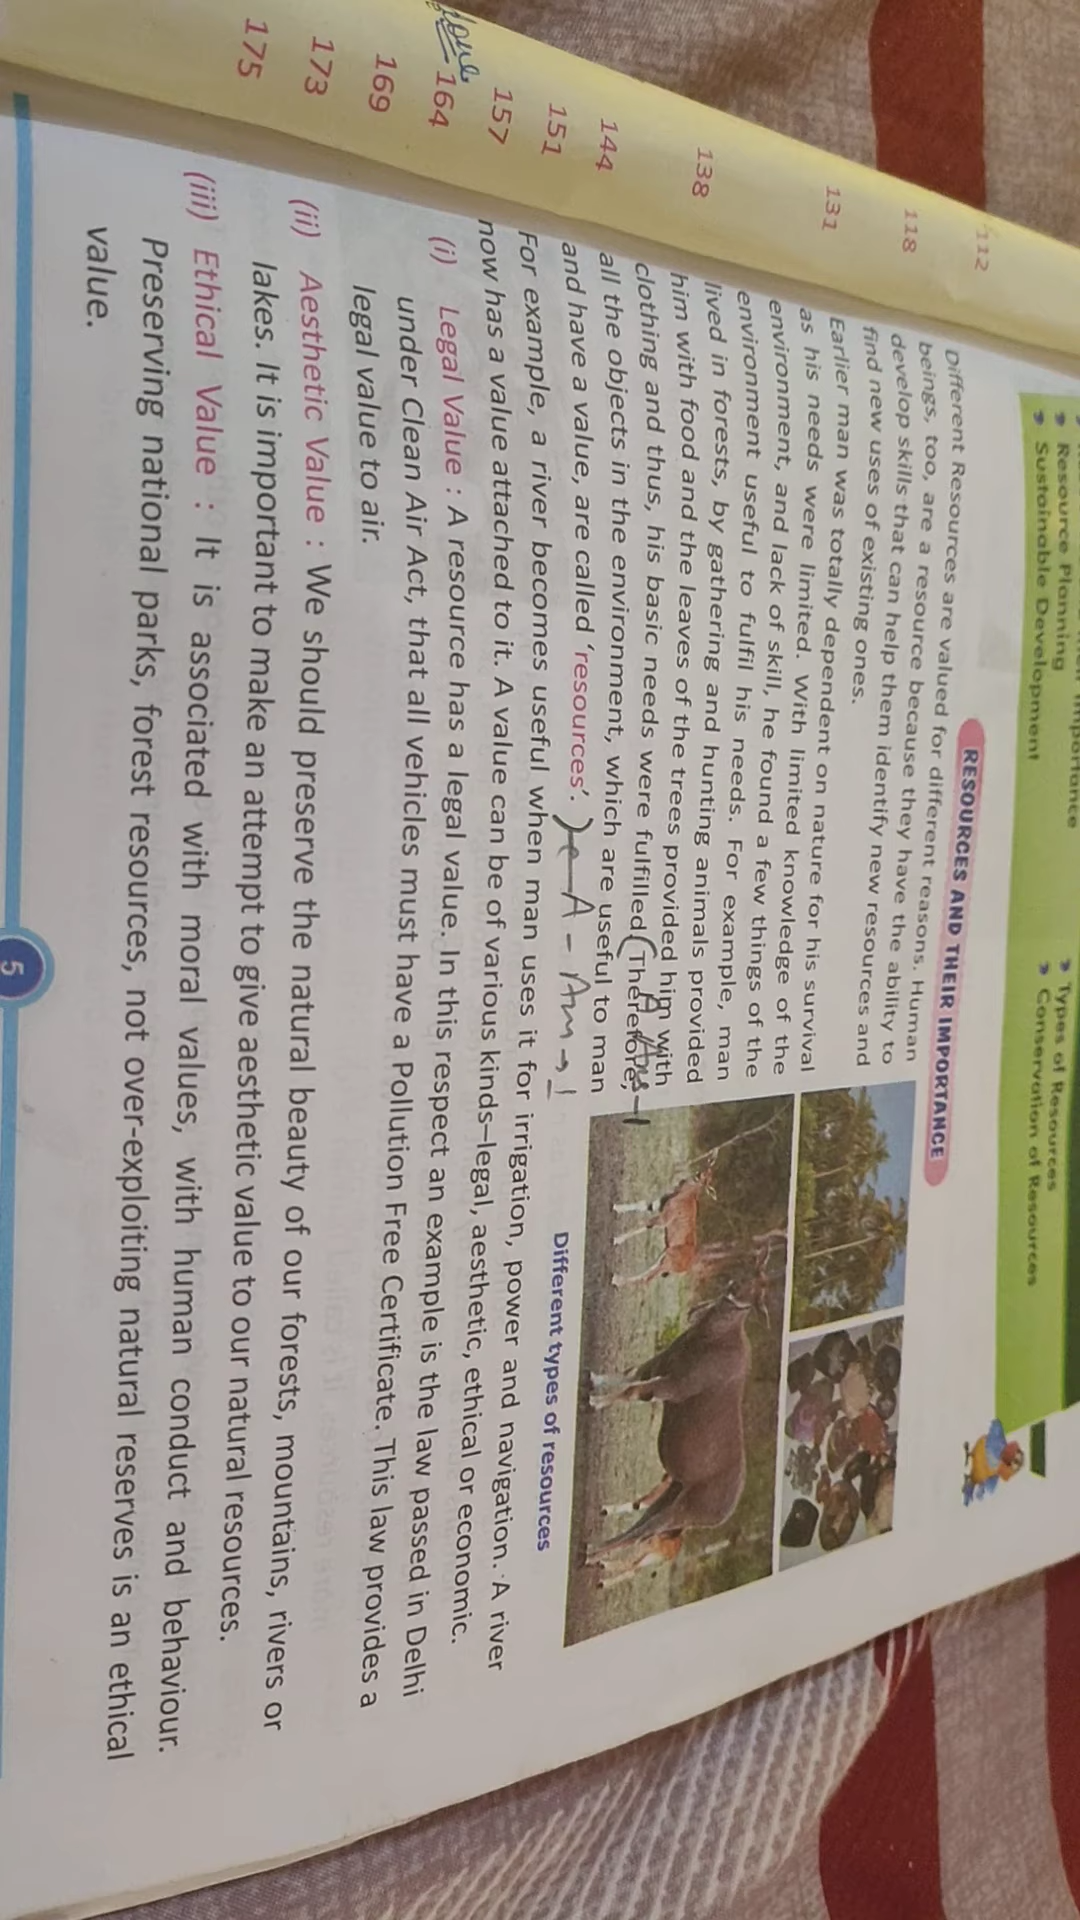 Resource Planning
Sustainable Development
Types of Resources
Conservation of Resources
RESOURCES AND THEIR IMPORTANCE
Different Resources are valued for different reasons. Human
beings, too, are a resource because they have the ability to
develop skills that can help them identify new resources and
find new uses of existing ones.
Earlier man was totally dependent on nature for his survival
as his needs were limited. With limited knowledge of the
environment, and lack of skill, he found a few things of the
environment useful to fulfil his needs. For example, man
lived in forests, by gathering and hunting animals provided
him with food and the leaves of the trees provided him with
clothing and thus, his basic needs were fulfilled. Therefore,
all the objects in the environment, which are useful to man
and have a value, are called 'resources'.
Different types of resources
For example, a river becomes useful when man uses it for irrigation, power and navigation. A river
now has a value attached to it. A value can be of various kinds–legal, aesthetic, ethical or economic.
(i) Legal Value : A resource has a legal value. In this respect an example is the law passed in Delhi
under Clean Air Act, that all vehicles must have a Pollution Free Certificate. This law provides a
legal value to air.
(ii) Aesthetic Value : We should preserve the natural beauty of our forests, mountains, rivers or
lakes. It is important to make an attempt to give aesthetic value to our natural resources.
(iii) Ethical Value : It is associated with moral values, with human conduct and behaviour.
Preserving national parks, forest resources, not over-exploiting natural reserves is an ethical
value.
5
112
118
131
138
144
151
157
done 164
169
173
175